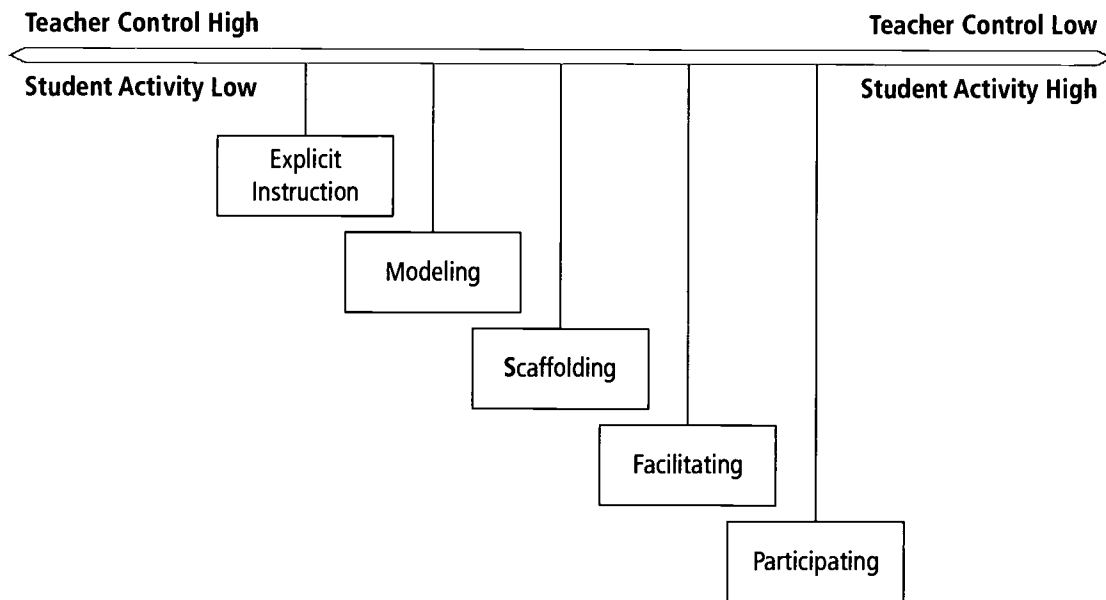 Teacher Control High
Teacher Control Low
Student Activity Low
Student Activity High
Explicit
Instruction
Modeling
Scaffolding
Facilitating
Participating